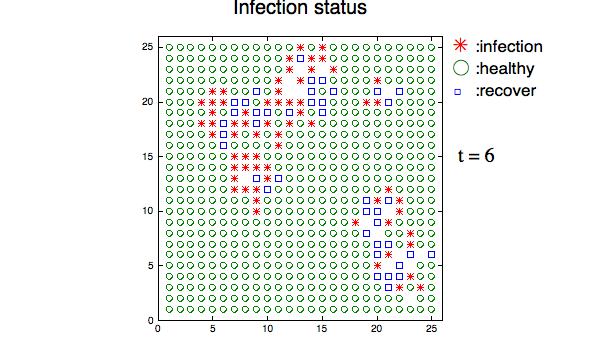 Infection status
25
20
15
10
5
0
0 5 10 15 20 25
:infection
:healthy
:recover
t = 6